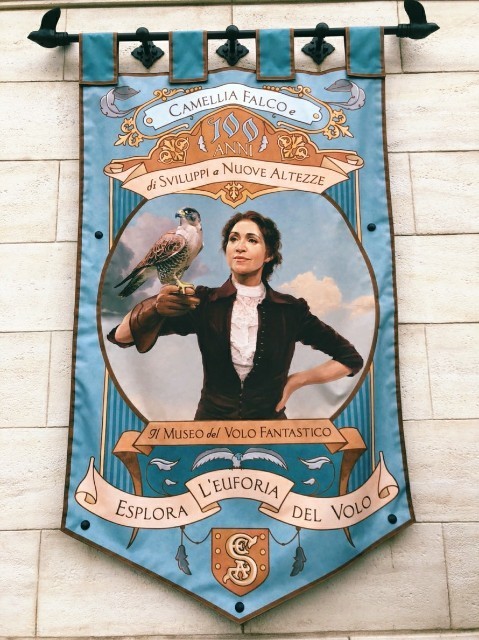 CAMELLIA FALCO e
100
ANNI
di SVILUPPI a NUOVE ALTEZZE
Il MUSEO del VOLO FANTASTICO
ESPLORA L'EUFORIA DEL VOLO